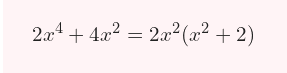 2x⁴ + 4x² = 2x²(x² + 2)